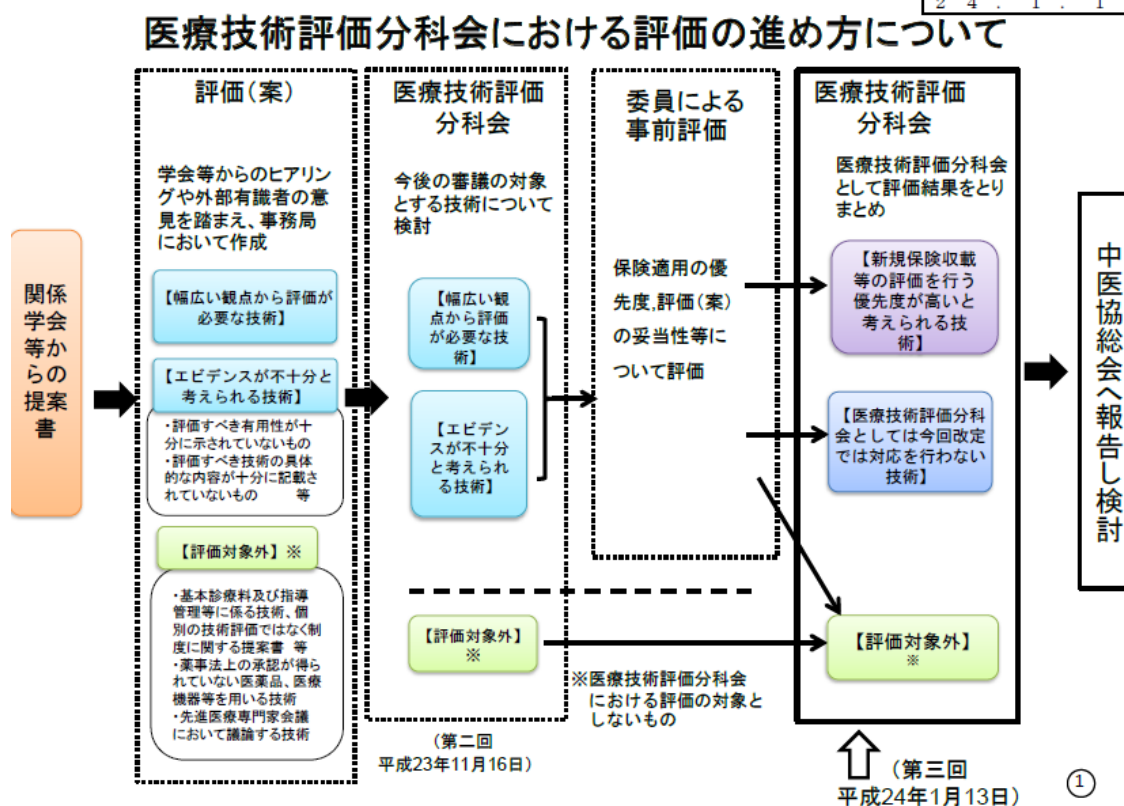 ２４．１．１
医療技術評価分科会における評価の進め方について
関係
学会
等か
らの
提案
書
評価（案）
学会等からのヒアリン
グや外部有識者の意
見を踏まえ、事務局
において作成
【幅広い観点から評価が
必要な技術】
【エビデンスが不十分と
考えられる技術】
・評価すべき有用性が十
分に示されていないもの
・評価すべき技術の具体
的な内容が十分に記載さ
れていないもの　　等
【評価対象外】※
・基本診療料及び指導
管理等に係る技術、個
別の技術評価ではなく制
度に関する提案書　等
・薬事法上の承認が得ら
れていない医薬品、医療
機器等を用いる技術
・先進医療専門家会議
において議論する技術
医療技術評価
分科会
今後の審議の対象
とする技術について
検討
【幅広い観
点から評価
が必要な技
術】
【エビデン
スが不十分
と考えられ
る技術】
【評価対象外】
※
（第二回
平成23年11月16日）
委員による
事前評価
保険適用の優
先度,評価（案）
の妥当性等につ
ついて評価
※医療技術評価分科会
における評価の対象と
しないもの
医療技術評価
分科会
医療技術評価分科会
として評価結果をとり
まとめ
【新規保険収載
等の評価を行う
優先度が高いと
考えられる技
術】
【医療技術評価分科
会としては今回改定
では対応を行わない
技術】
【評価対象外】
※
（第三回
平成24年1月13日）
中医協総会へ報告し検討
①